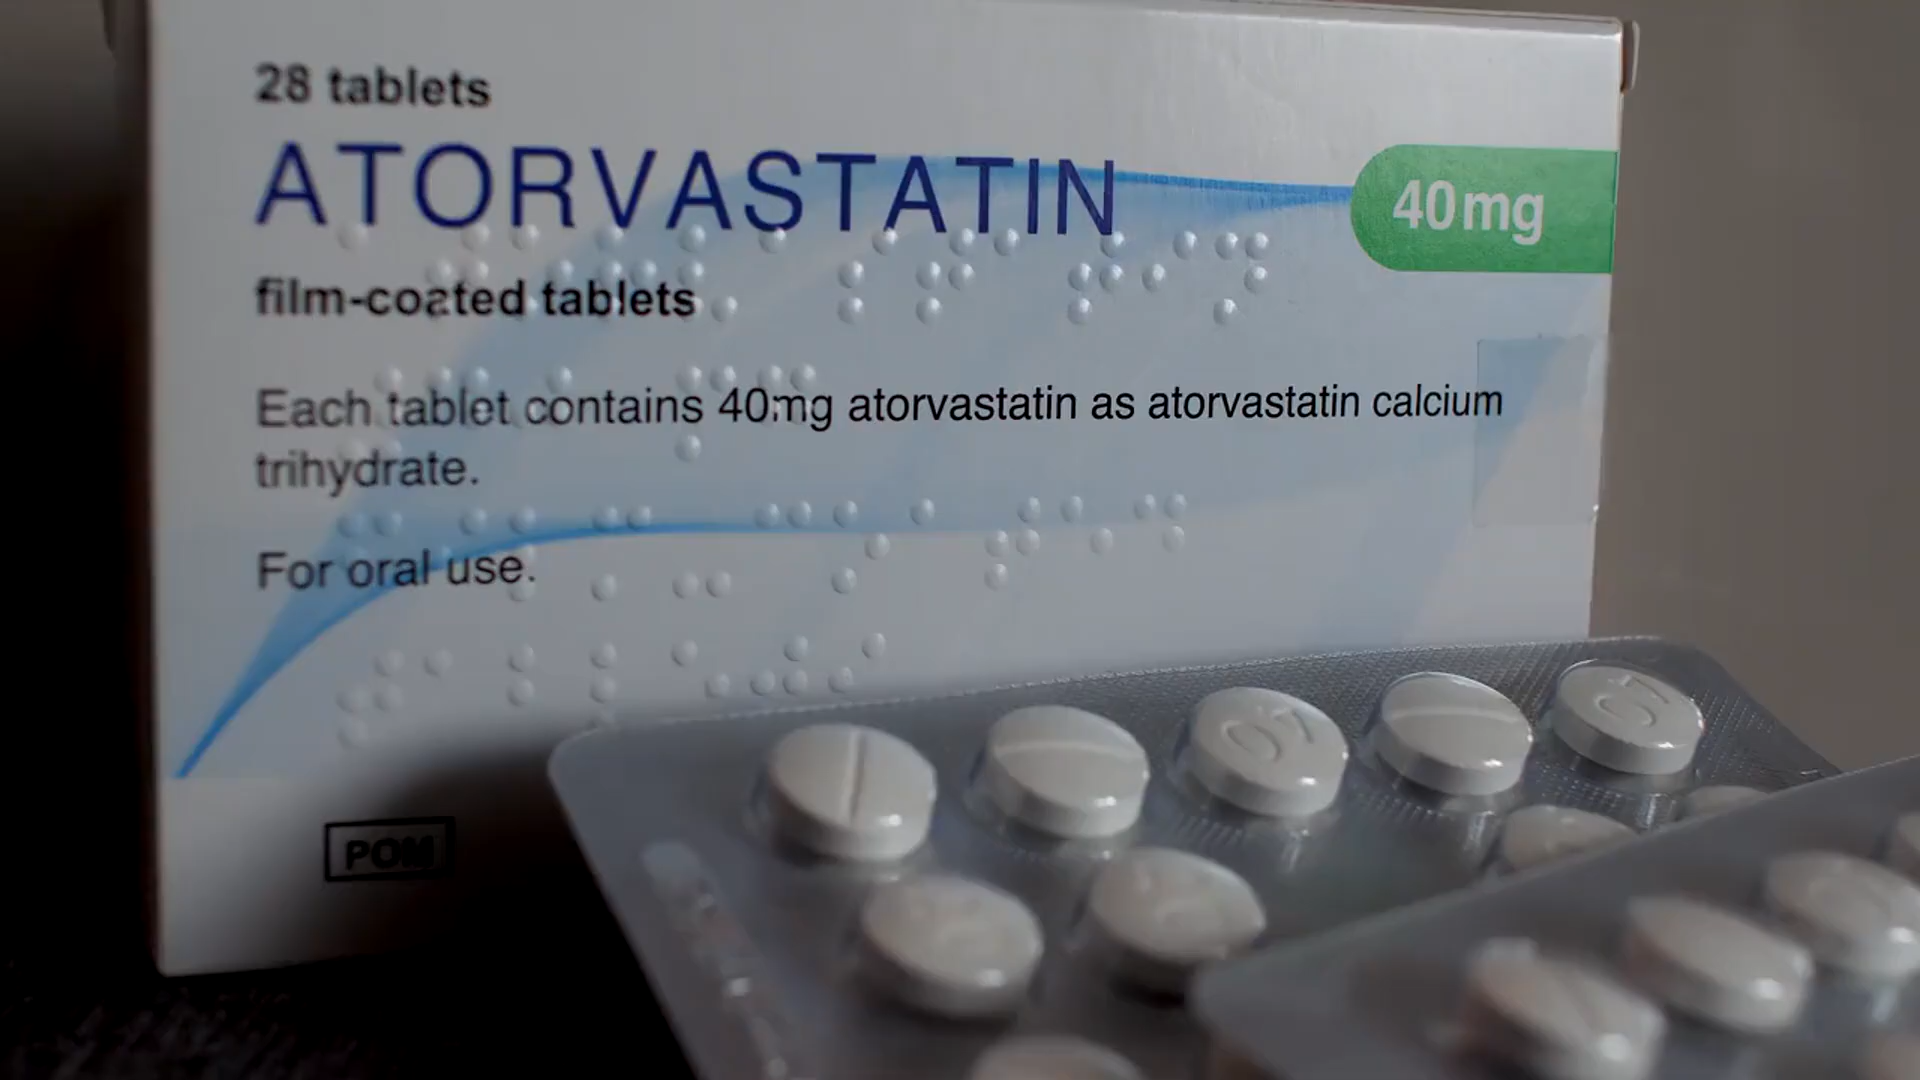 28 tablets
ATORVASTATIN
40mg
film-coated tablets
Each tablet contains 40mg atorvastatin as atorvastatin calcium
trihydrate.
For oral use.
POM